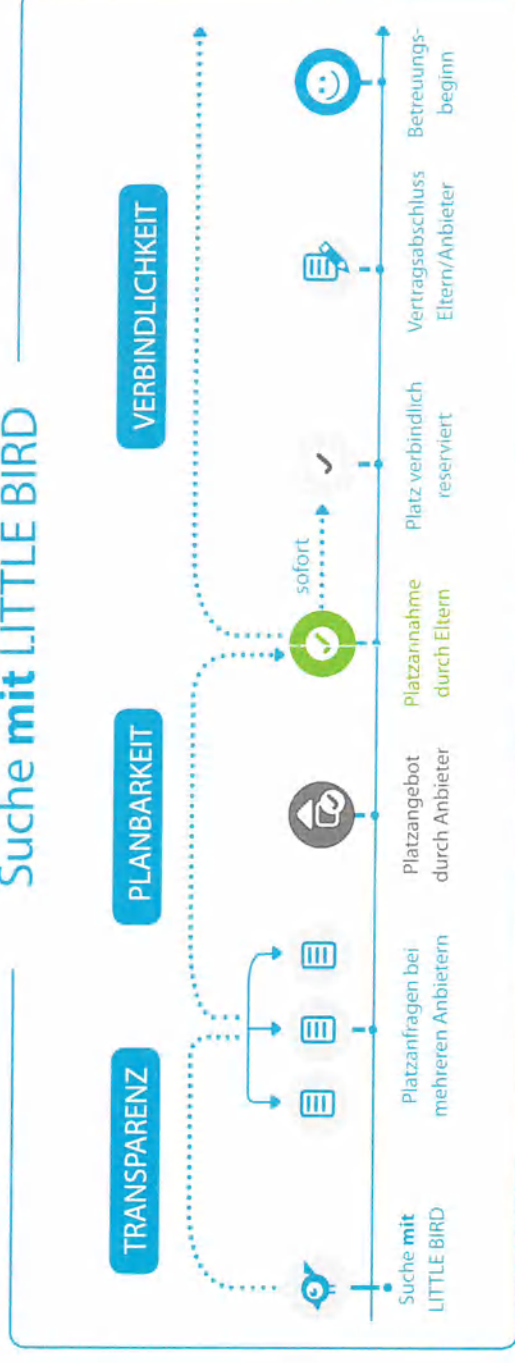 Suche mit LITTLE BIRD
TRANSPARENZ
PLANBARKEIT
VERBINDLICHKEIT
sofort
Suche mit
LITTLE BIRD
Platzanfragen bei
mehreren Anbietern
Platzangebot
durch Anbieter
Platzannahme
durch Eltern
Platz verbindlich
reserviert
Vertragsabschluss
Eltern/Anbieter
Betreuungs-
beginn